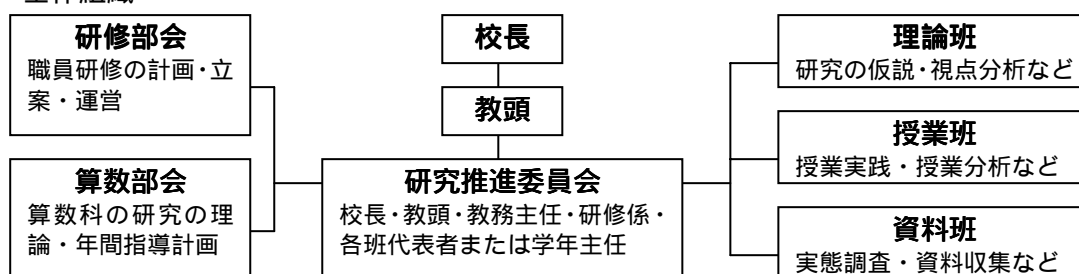 研修部会
職員研修の計画・立
案・運営
算数部会
算数科の研究の理
論・年間指導計画
校長
教頭
研究推進委員会
校長・教頭・教務主任・研修係・
各班代表者または学年主任
理論班
研究の仮説・視点分析など
授業班
授業実践・授業分析など
資料班
実態調査・資料収集など